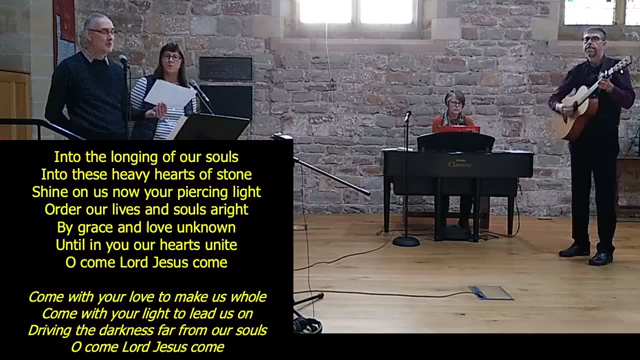 Into the longing of our souls
Into these heavy hearts of stone
Shine on us now your piercing light
Order our lives and souls aright
By grace and love unknown
Until in you our hearts unite
O come Lord Jesus come
Come with your love to make us whole
Come with your light to lead us on
Driving the darkness far from our souls
O come Lord Jesus come